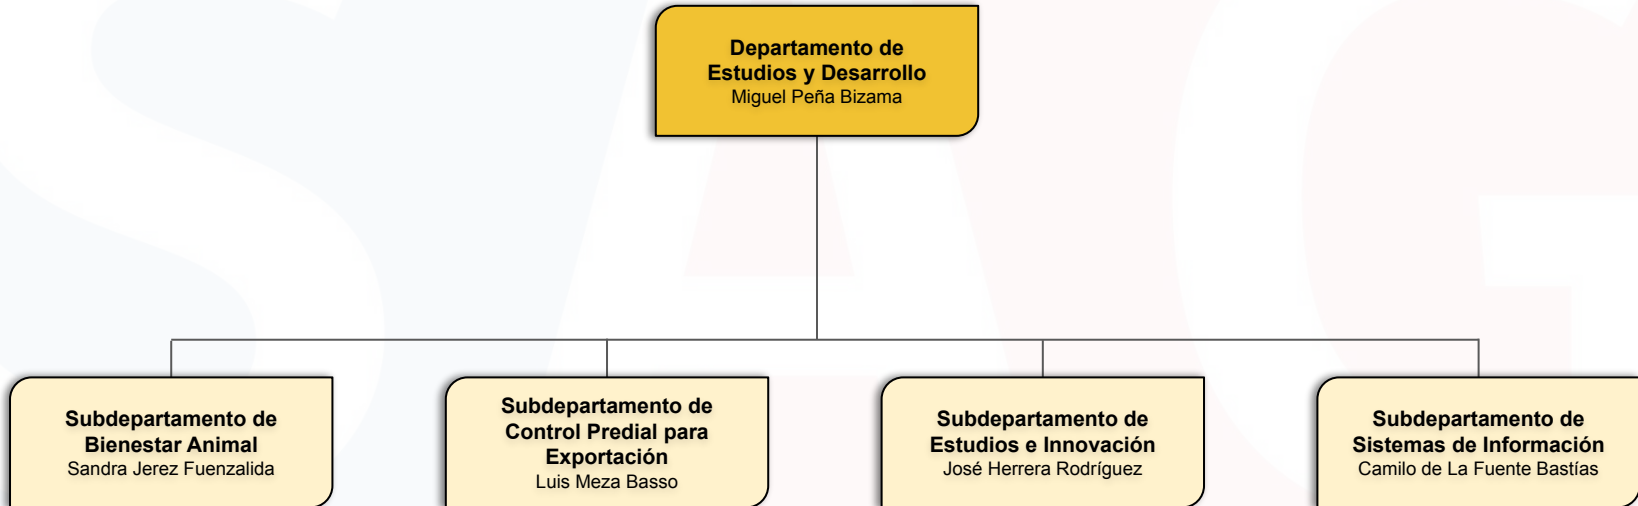 Departamento de
Estudios y Desarrollo
Miguel Peña Bizama
Subdepartamento de
Bienestar Animal
Sandra Jerez Fuenzalida
Subdepartamento de
Control Predial para
Exportación
Luis Meza Basso
Subdepartamento de
Estudios e Innovación
José Herrera Rodríguez
Subdepartamento de
Sistemas de Información
Camilo de La Fuente Bastías
SAG